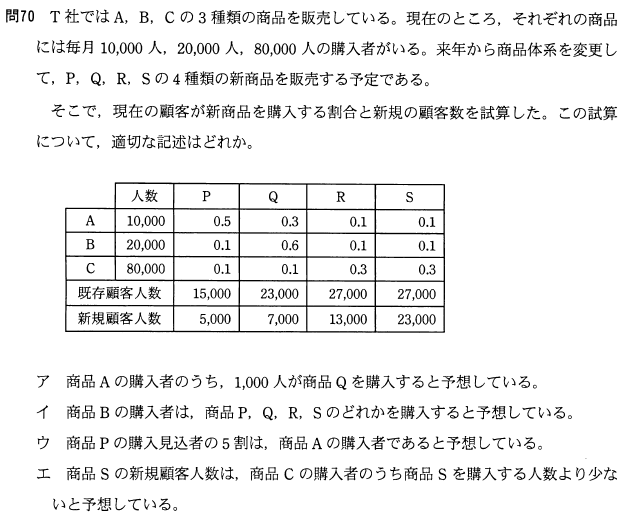 問70 T社ではA，B，Cの3種類の商品を販売している。現在のところ，それぞれの商品
には毎月10,000人，20,000人，80,000人の購入者がいる。来年から商品体系を変更し
て，P，Q，R，Sの4種類の新商品を販売する予定である。
そこで，現在の顧客が新商品を購入する割合と新規の顧客数を試算した。この試算
について，適切な記述はどれか。
人数 P Q R S
A 10,000 0.5 0.3 0.1 0.1
B 20,000 0.1 0.6 0.1 0.1
C 80,000 0.1 0.1 0.3 0.3
既存顧客人数 15,000 23,000 27,000 27,000
新規顧客人数 5,000 7,000 13,000 23,000
ア 商品Aの購入者のうち，1,000人が商品Qを購入すると予想している。
イ 商品Bの購入者は，商品P，Q，R，Sのどれかを購入すると予想している。
ウ 商品Pの購入見込者の5割は，商品Aの購入者であると予想している。
エ 商品Sの新規顧客人数は，商品Cの購入者のうち商品Sを購入する人数より少な
いと予想している。